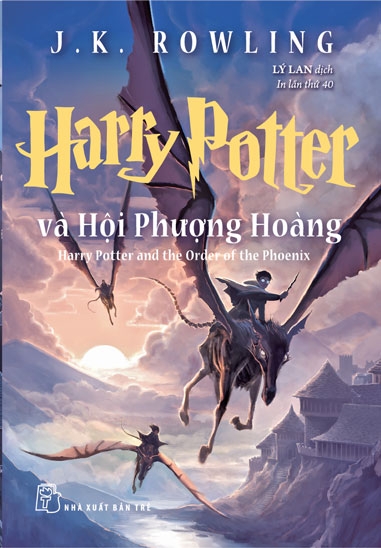 J. K. ROWLING
LÝ LAN dịch
In lần thứ 40
Harry Potter
và Hội Phượng Hoàng
Harry Potter and the Order of the Phoenix
NHÀ XUẤT BẢN TRẺ